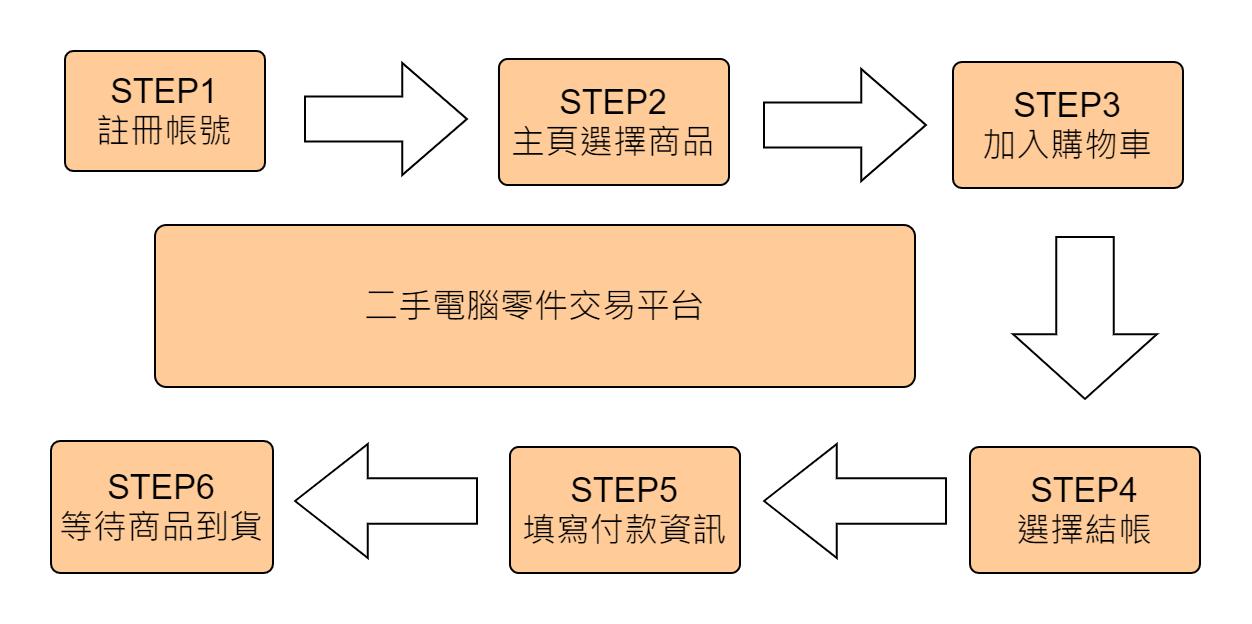 STEP1
註冊帳號
STEP2
主頁選擇商品
STEP3
加入購物車
二手電腦零件交易平台
STEP4
選擇結帳
STEP5
填寫付款資訊
STEP6
等待商品到貨